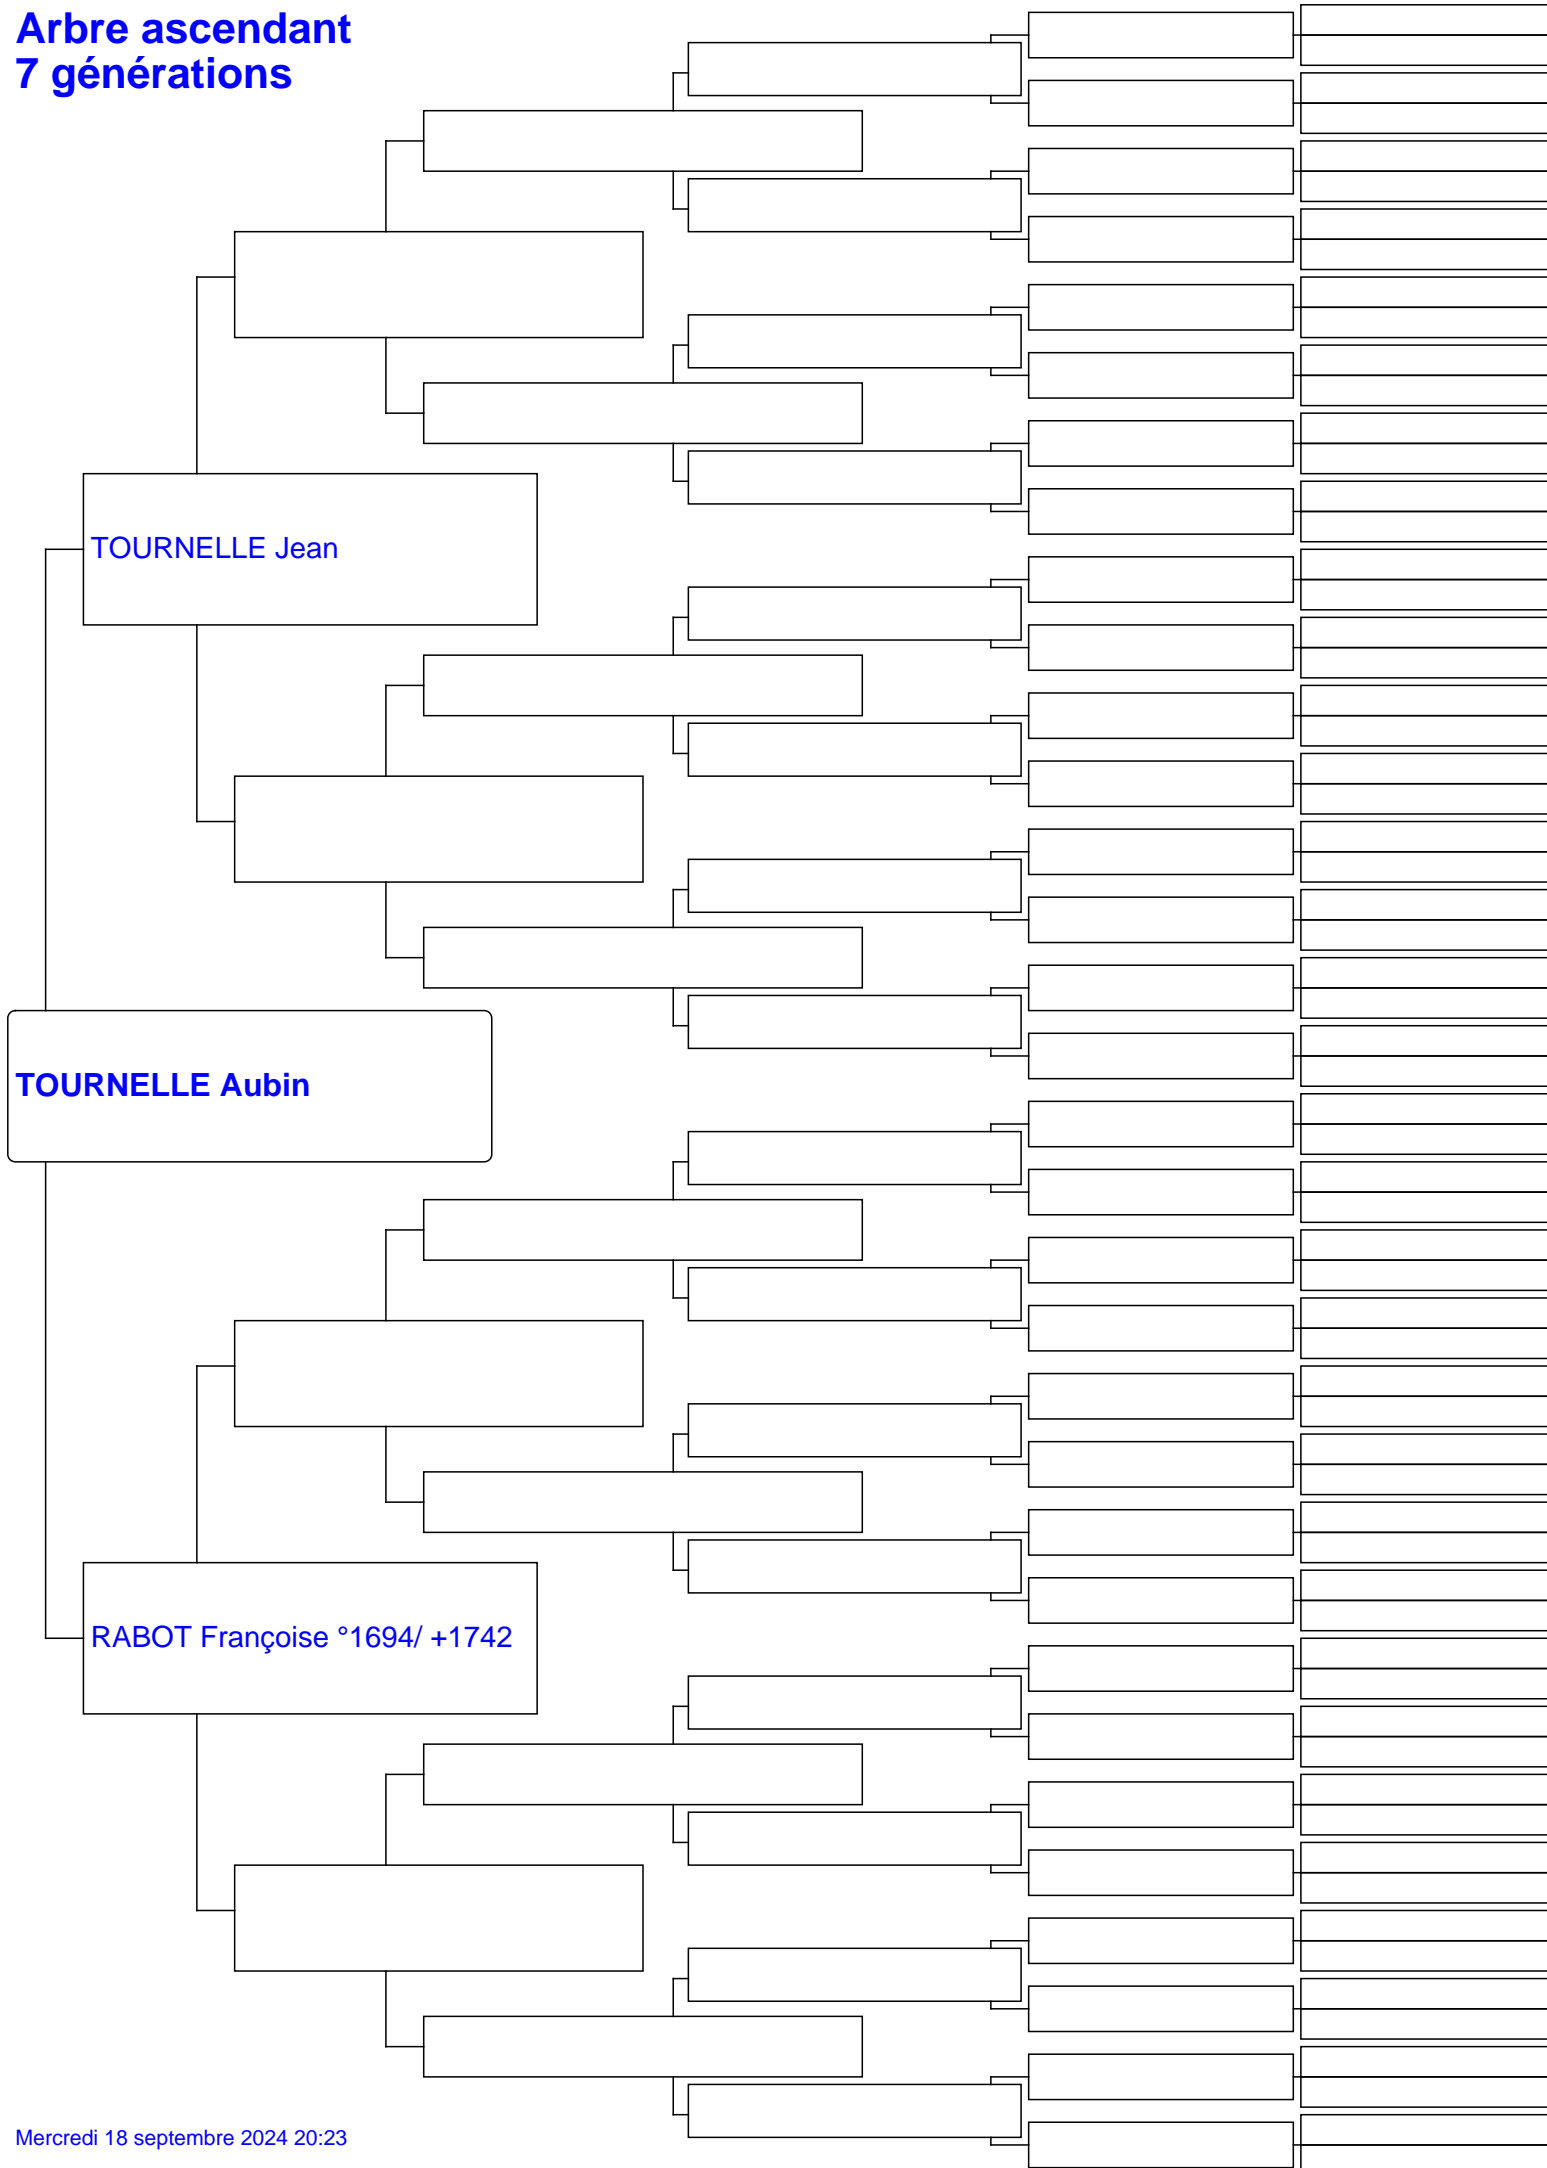 Arbre ascendant
7 générations
TOURNELLE Jean
TOURNELLE Aubin
RABOT Françoise °1694/ +1742
Mercredi 18 septembre 2024 20:23